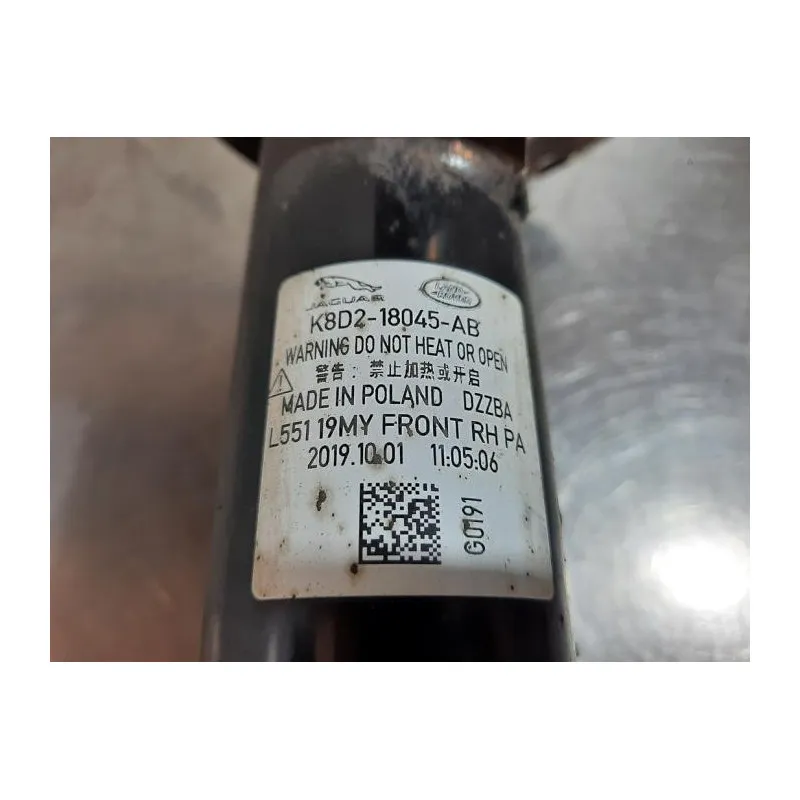 JAGUAR
LAND-
ROVER
K8D2-18045-AB
WARNING DO NOT HEAT OR OPEN
警告：禁止加热或开启
MADE IN POLAND DZZBA
L551 19MY FRONT RH PA
2019.10.01 11:05:06
G0191